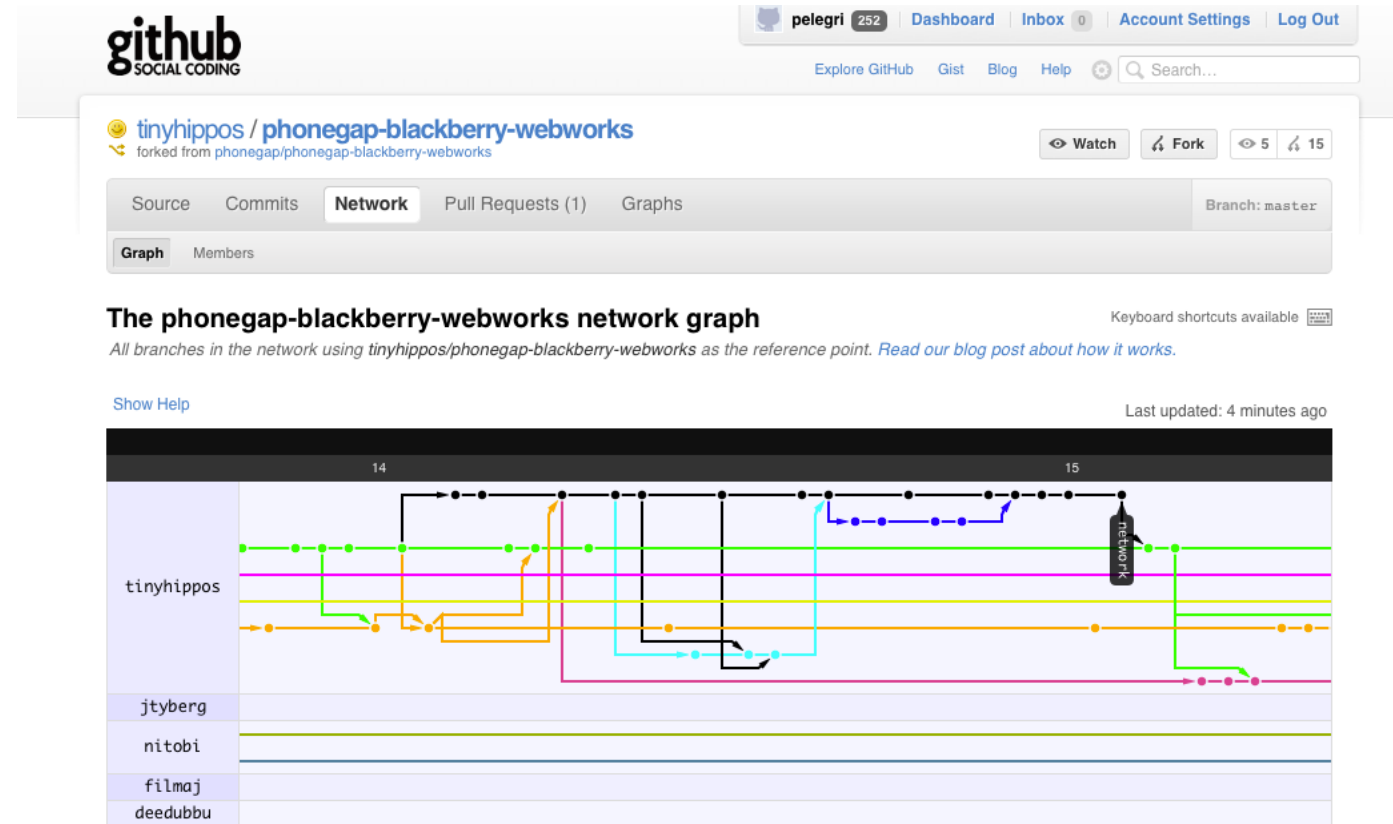 github
SOCIAL CODING
pelegri 252 Dashboard Inbox 0 Account Settings Log Out
Explore GitHub Gist Blog Help Search...
tinyhippos / phonegap-blackberry-webworks
forked from phonegap/phonegap-blackberry-webworks
Watch Fork 5 15
Source Commits Network Pull Requests (1) Graphs Branch: master
Graph Members
The phonegap-blackberry-webworks network graph
Keyboard shortcuts available
All branches in the network using tinyhippos/phonegap-blackberry-webworks as the reference point. Read our blog post about how it works.
Show Help
Last updated: 4 minutes ago
14 15
network
tinyhippos
jtyberg
nitobi
filmaj
deedubbu